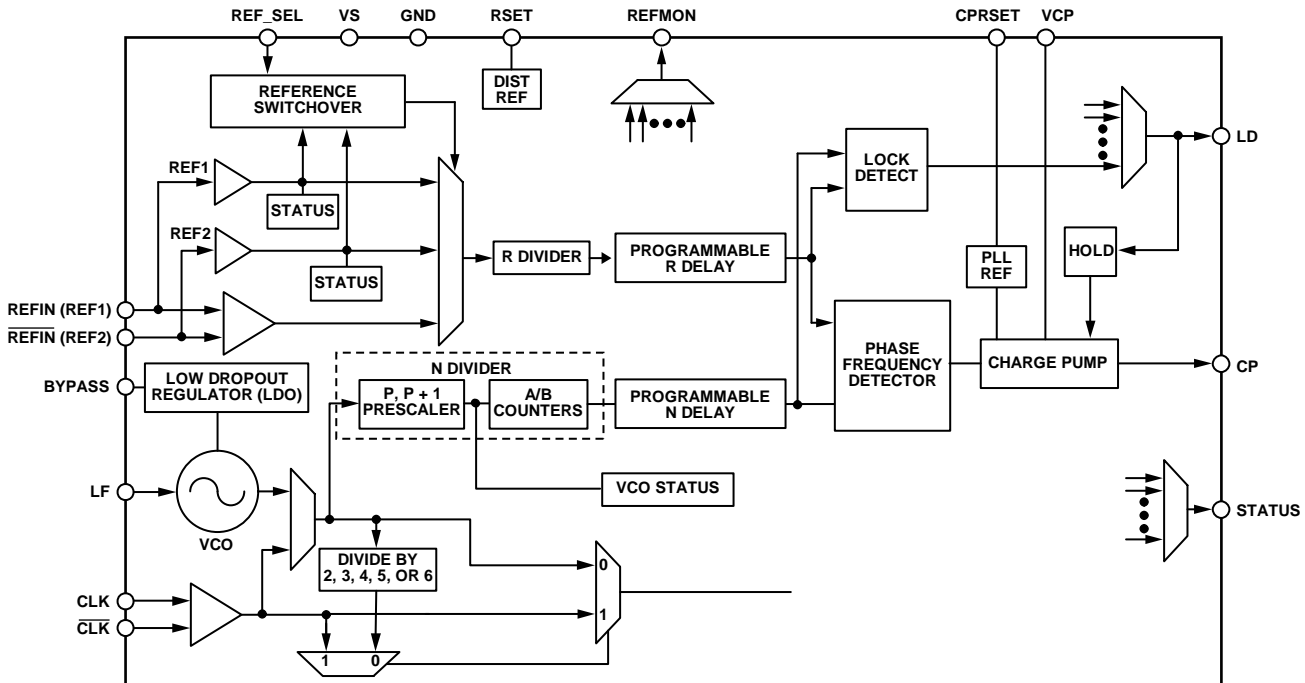 REF_SEL
VS
GND
RSET
REFMON
CPRSET
VCP
REFERENCE
SWITCHOVER
DIST
REF
LD
LOCK
DETECT
REF1
STATUS
REF2
STATUS
R DIVIDER
PROGRAMMABLE
R DELAY
PLL
REF
HOLD
REFIN (REF1)
REFIN (REF2)
PHASE
FREQUENCY
DETECTOR
CHARGE PUMP
CP
BYPASS
LOW DROPOUT
REGULATOR (LDO)
N DIVIDER
P, P + 1
PRESCALER
A/B
COUNTERS
PROGRAMMABLE
N DELAY
LF
VCO
VCO STATUS
STATUS
DIVIDE BY
2, 3, 4, 5, OR 6
0
CLK
CLK
1
1
0